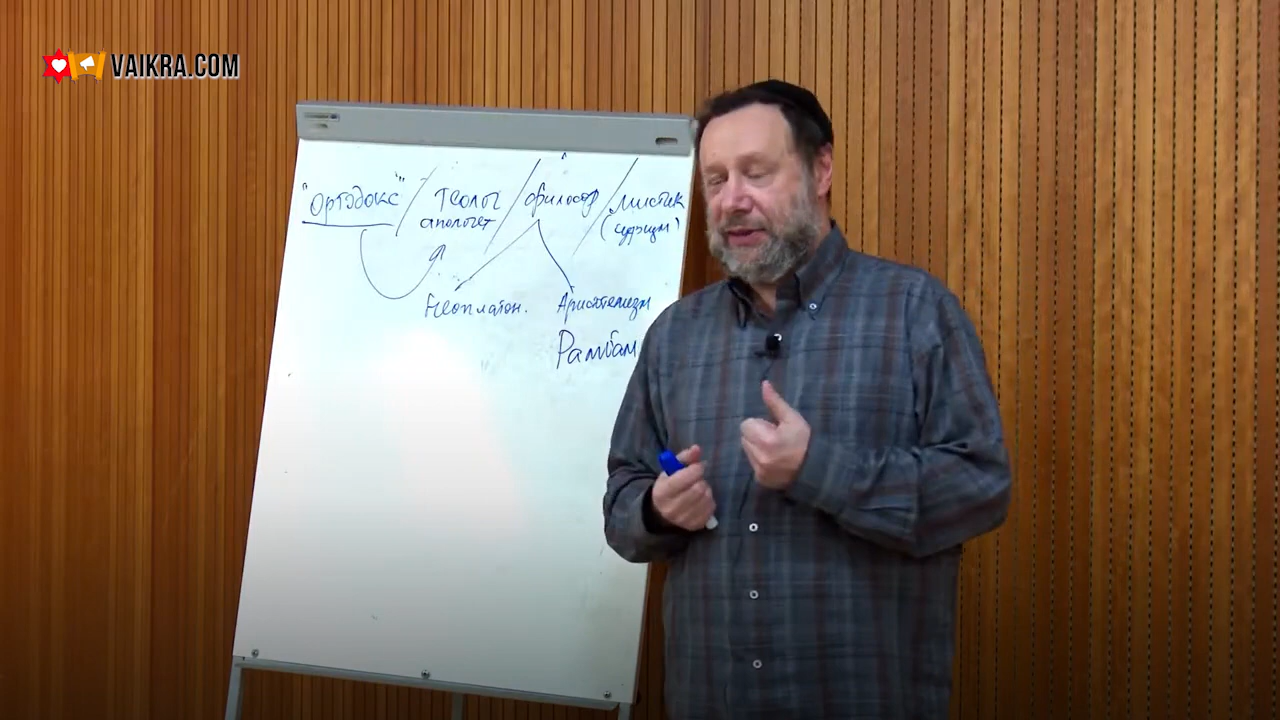 VAIKRA.COM
"Ортодокс" / Теолог / философ / мистик
апологет (суфизм)
Неоплатон. Аристотелизм
Рамбам